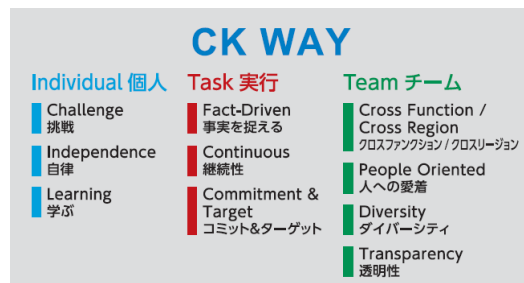 CK WAY
Individual 個人
Challenge
挑戦
Independence
自律
Learning
学ぶ
Task 実行
Fact-Driven
事実を捉える
Continuous
継続性
Commitment &
Target
コミット&ターゲット
Team チーム
Cross Function /
Cross Region
クロスファンクション/クロスリージョン
People Oriented
人への愛着
Diversity
ダイバーシティ
Transparency
透明性